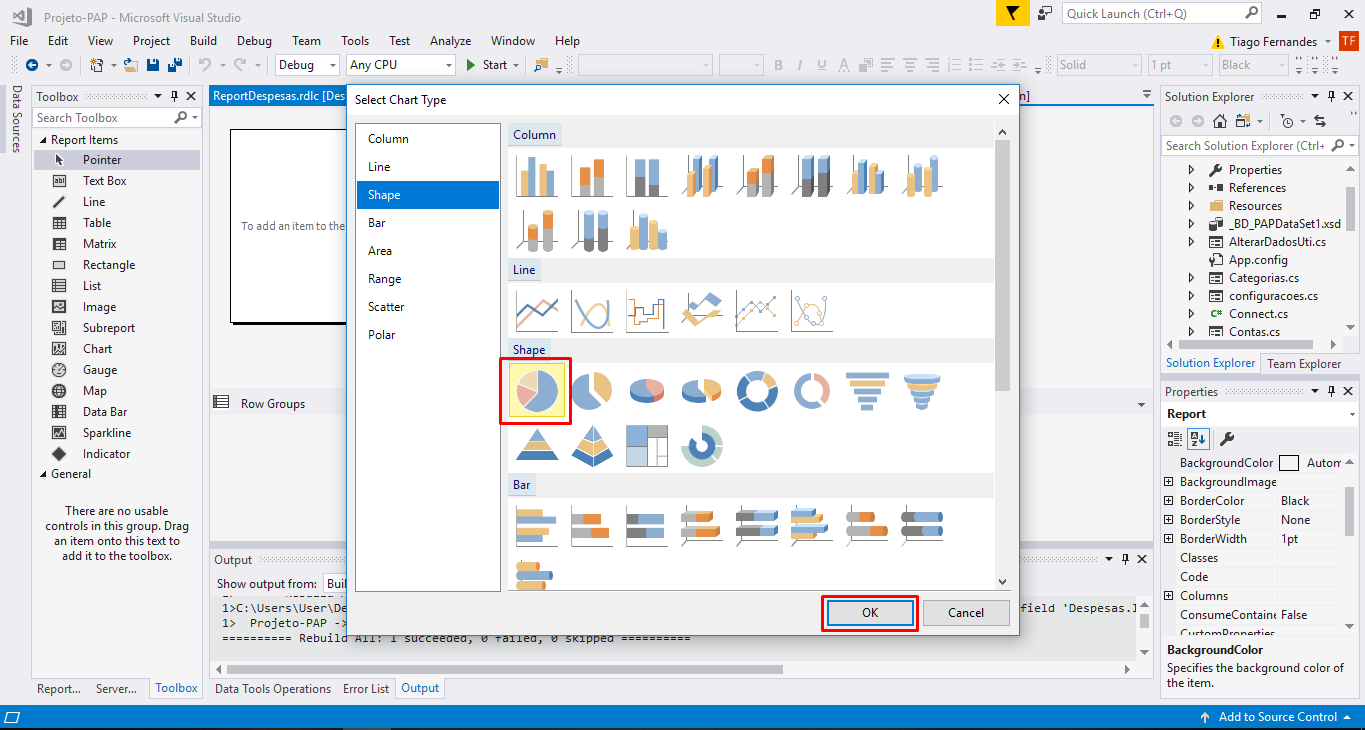 Projeto-PAP - Microsoft Visual Studio
Quick Launch (Ctrl+Q)
File Edit View Project Build Debug Team Tools Test Analyze Window Help
Tiago Fernandes TF
Debug Any CPU Start Solid 1 pt Black
Data Sources
Toolbox
Search Toolbox
Report Items
Pointer
Text Box
Line
Table
Matrix
Rectangle
List
Image
Subreport
Chart
Gauge
Map
Data Bar
Sparkline
Indicator
General
There are no usable
controls in this group. Drag
an item onto this text to
add it to the toolbox.
Report... Server... Toolbox
ReportDespesas.rdlc [Des
n]
To add an item to the
Row Groups
Select Chart Type
Column
Line
Shape
Bar
Area
Range
Scatter
Polar
Column
Line
Shape
Bar
OK Cancel
Output
Show output from: Buil
1>C:\Users\User\De
field 'Despesas.
1> Projeto-PAP ->
========== Rebuild All: 1 succeeded, 0 failed, 0 skipped ==========
Data Tools Operations Error List Output
Solution Explorer
Search Solution Explorer (Ctrl+
Properties
References
Resources
_BD_PAPDataSet1.xsd
AlterarDadosUti.cs
App.config
Categorias.cs
configuracoes.cs
Connect.cs
C#
Contas.cs
Solution Explorer Team Explorer
Properties
Report
BackgroundColor Autom
BackgroundImage
BorderColor Black
BorderStyle None
BorderWidth 1pt
Classes
Code
Columns
ConsumeContaine False
CustomProperties
BackgroundColor
Specifies the background color of
the item.
Add to Source Control